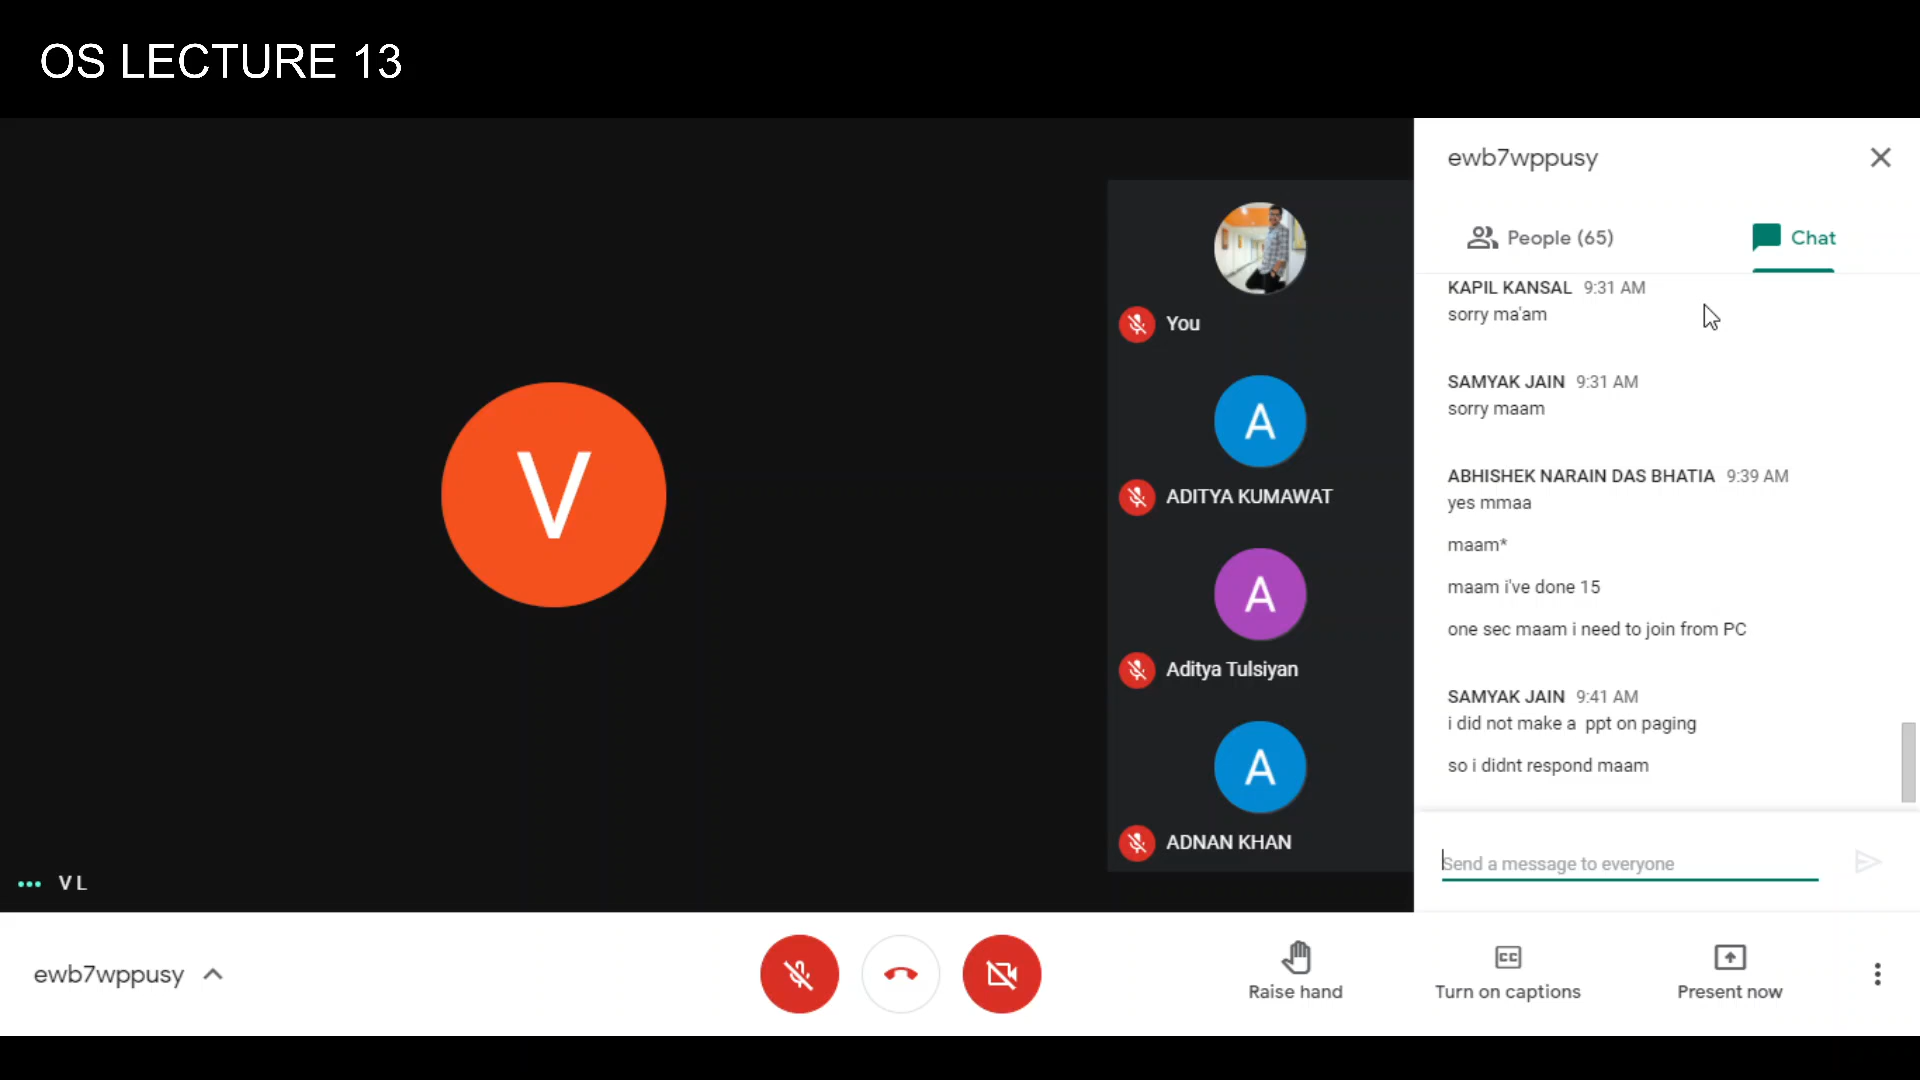 OS LECTURE 13
ewb7wppusy
People (65)
Chat
KAPIL KANSAL 9:31 AM
sorry ma'am
SAMYAK JAIN 9:31 AM
sorry maam
ABHISHEK NARAIN DAS BHATIA 9:39 AM
yes mmaa
maam*
maam i've done 15
one sec maam i need to join from PC
SAMYAK JAIN 9:41 AM
i did not make a ppt on paging
so i didnt respond maam
Send a message to everyone
You
A
ADITYA KUMAWAT
A
Aditya Tulsiyan
A
ADNAN KHAN
V
V L
ewb7wppusy
Raise hand
CC
Turn on captions
Present now